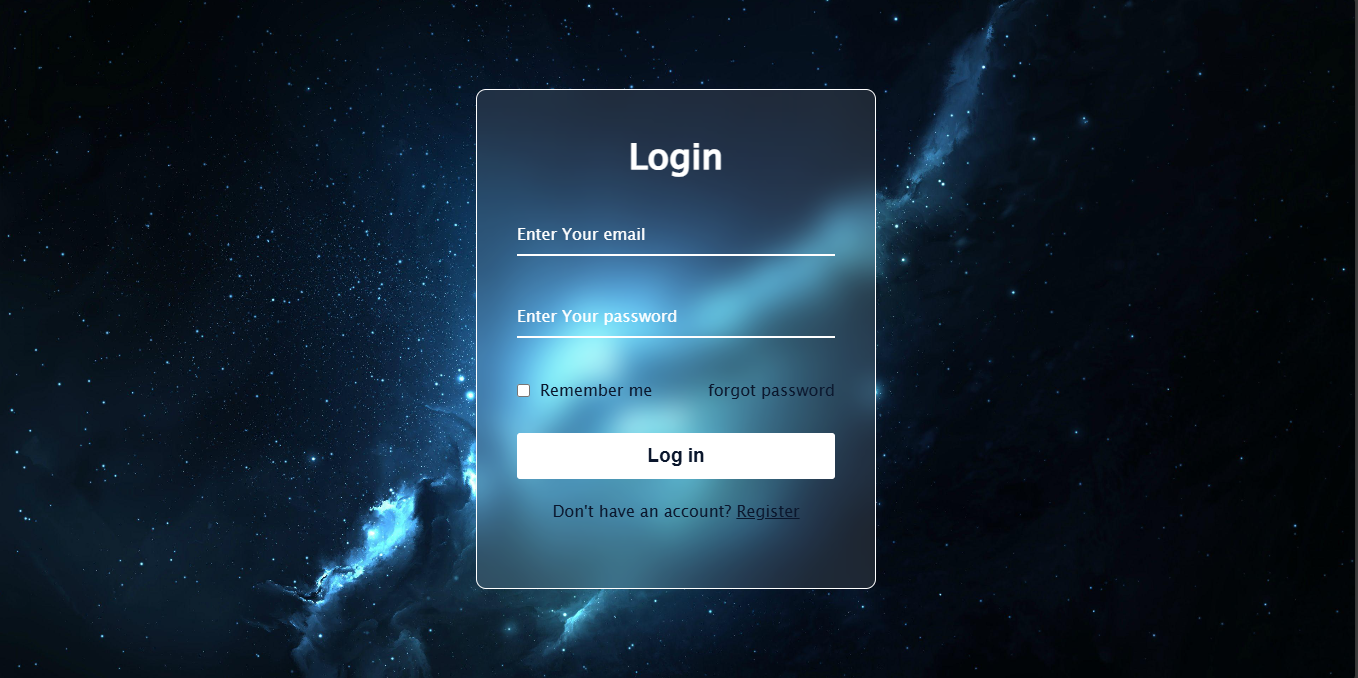 Login
Enter Your email
Enter Your password
Remember me forgot password
Log in
Don't have an account? Register